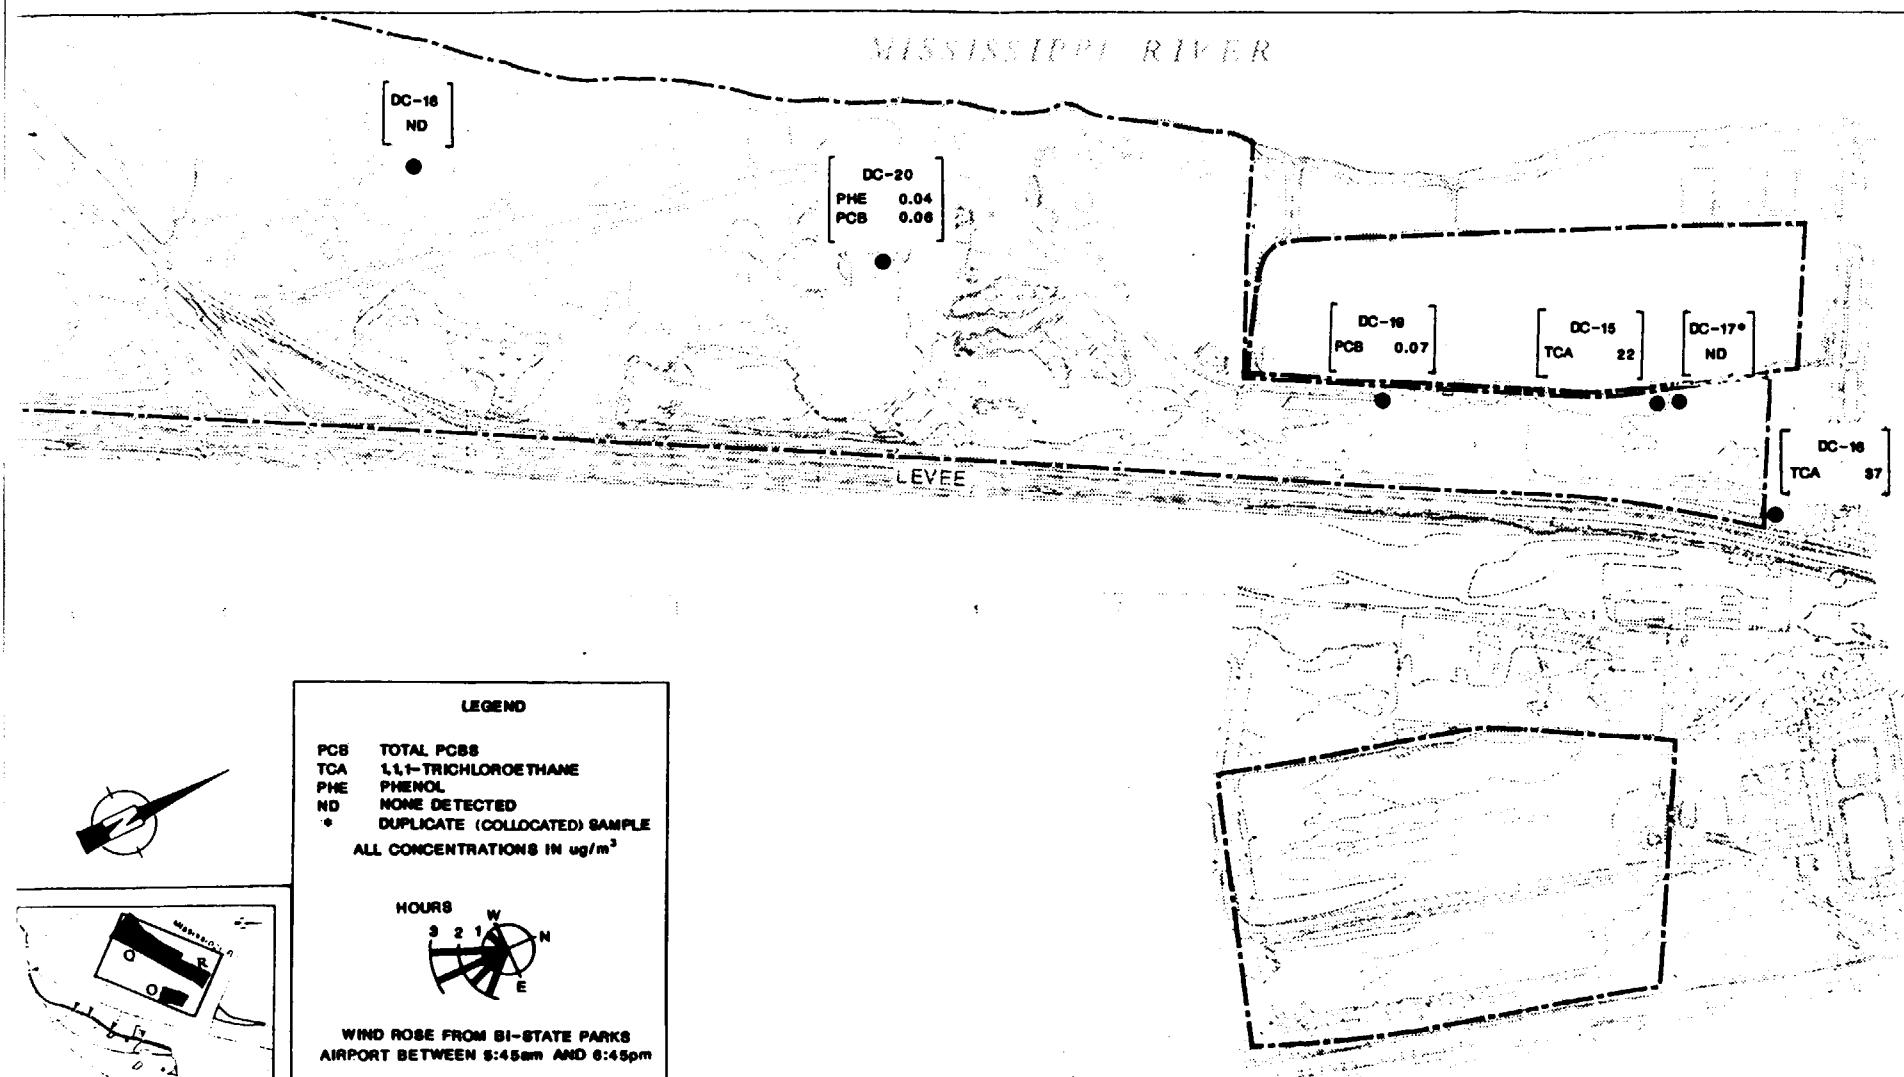 MISSISSIPPI RIVER
DC-18
ND
DC-20
PHE 0.04
PCB 0.06
DC-19
PCB 0.07
DC-15
TCA 22
DC-17*
ND
DC-16
TCA 37
LEVEE
LEGEND
PCB TOTAL PCBS
TCA 1,1,1-TRICHLOROETHANE
PHE PHENOL
ND NONE DETECTED
* DUPLICATE (COLLOCATED) SAMPLE
ALL CONCENTRATIONS IN ug/m³
HOURS
3 2 1
W
N
E
WIND ROSE FROM BI-STATE PARKS
AIRPORT BETWEEN 5:45am AND 6:45pm
O
R
O